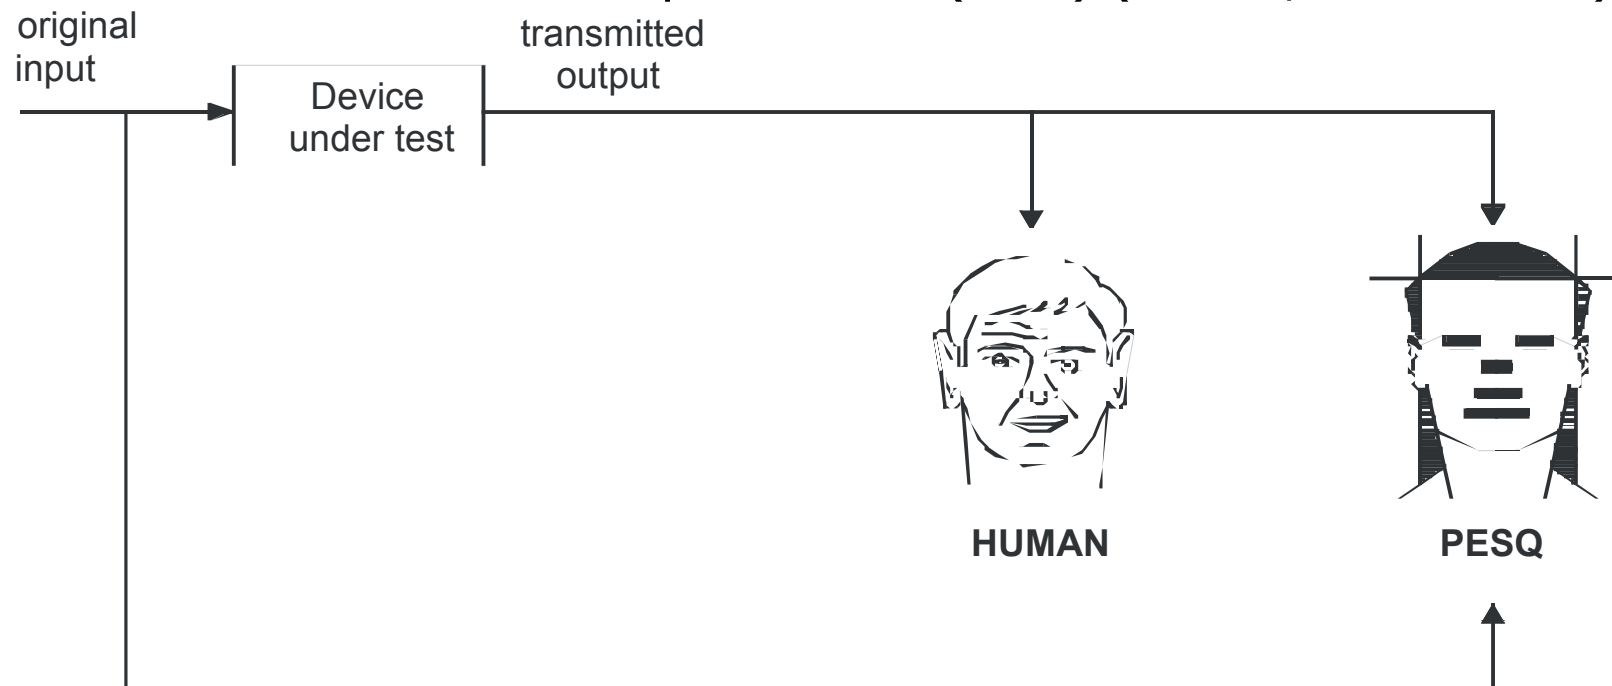 original
input
transmitted
output
Device
under test
HUMAN
PESQ